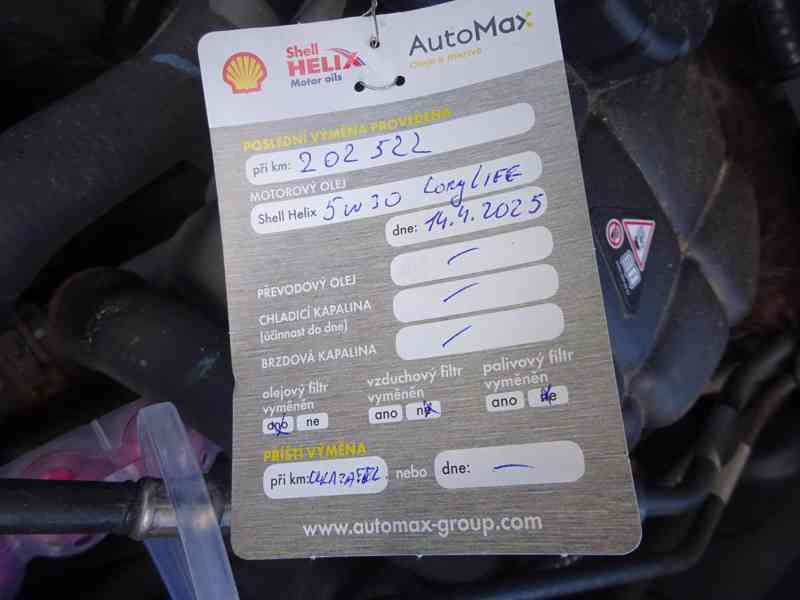 Shell
HELIX
Motor oils
AutoMax
Oleje a maziva
POSLEDNÍ VÝMĚNA PROVEDENA
při km: 202 522
MOTOROVÝ OLEJ
Shell Helix 5W30 LongLIFE
dne: 14.4.2025
PŘEVODOVÝ OLEJ —
CHLADICÍ KAPALINA —
(účinnost do dne)
BRZDOVÁ KAPALINA —
olejový filtr
vyměněn
ano ne
vzduchový filtr
vyměněn
ano ne
palivový filtr
vyměněn
ano ne
PŘÍŠTÍ VÝMĚNA
při km: nebo dne: —
www.automax-group.com